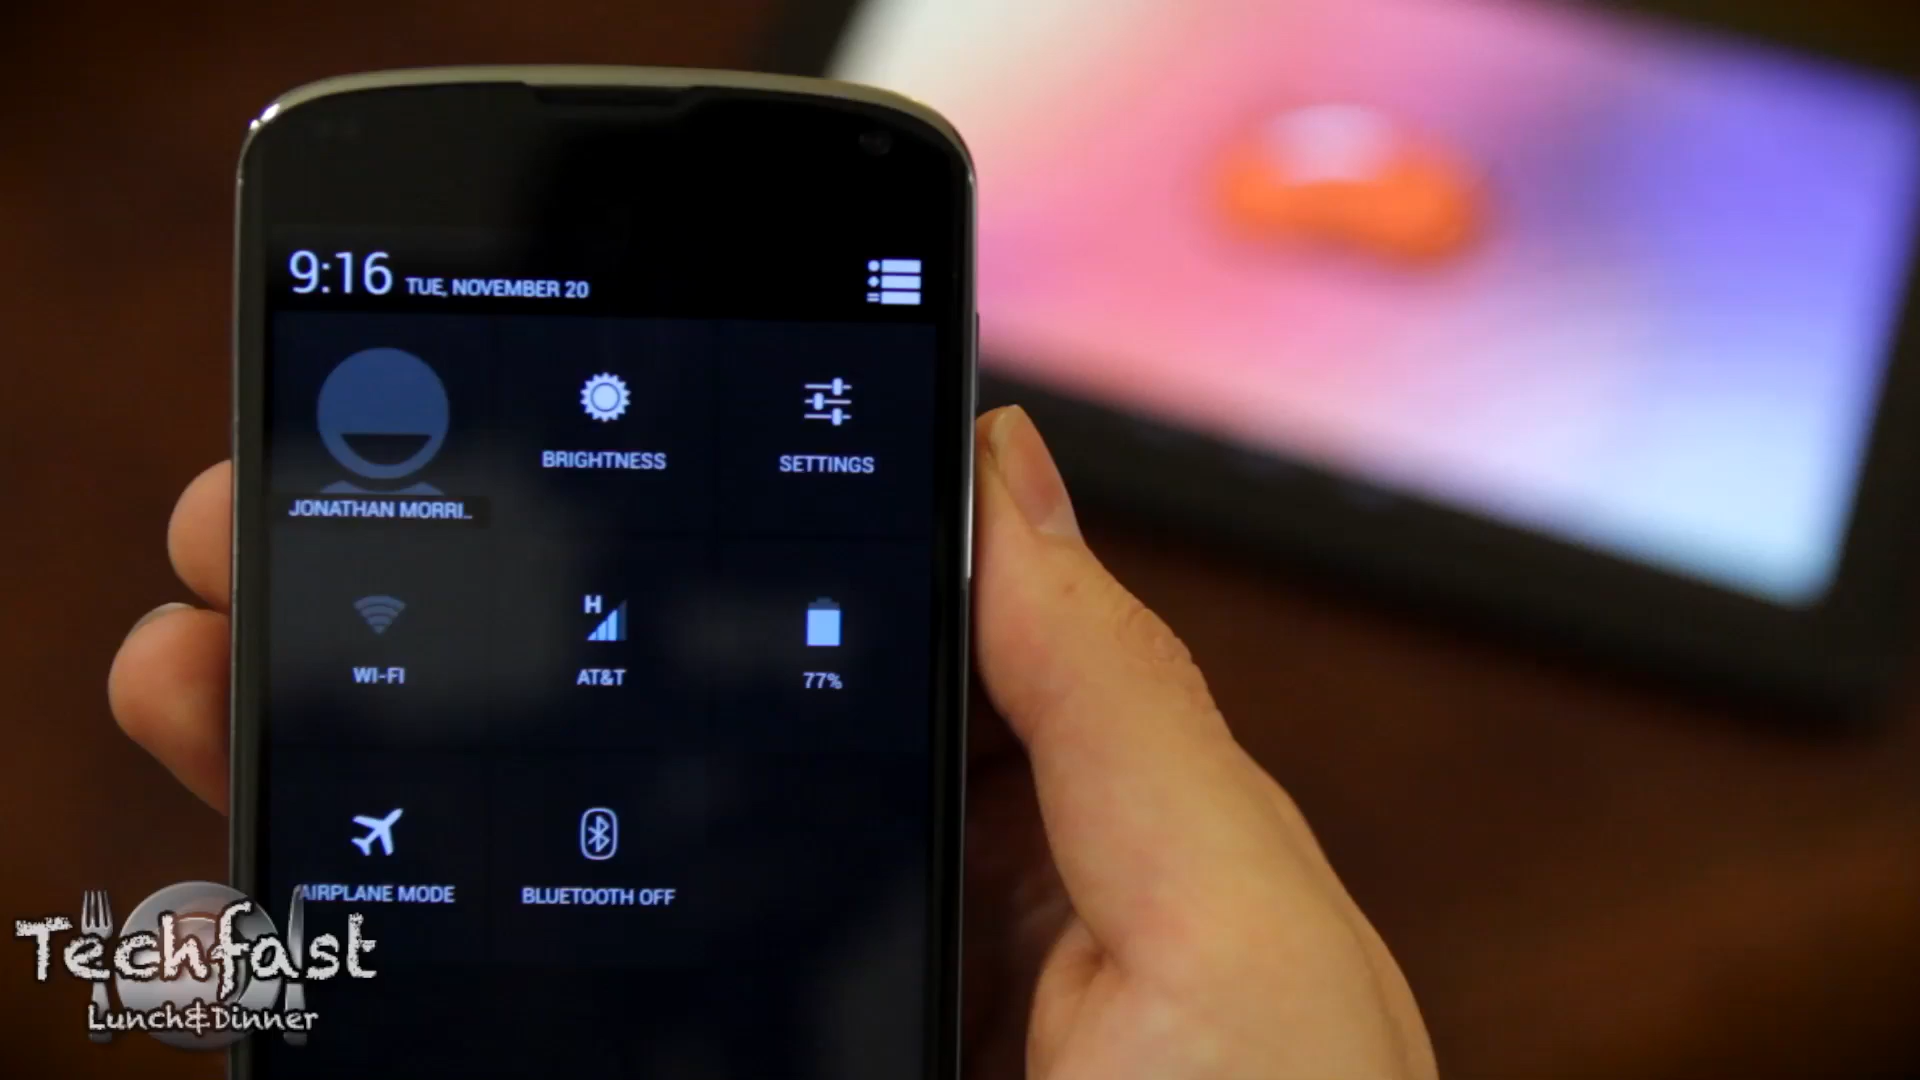 9:16 TUE, NOVEMBER 20
BRIGHTNESS
SETTINGS
JONATHAN MORRI..
WI-FI
H
AT&T
77%
AIRPLANE MODE
BLUETOOTH OFF
Techfast
Lunch&Dinner